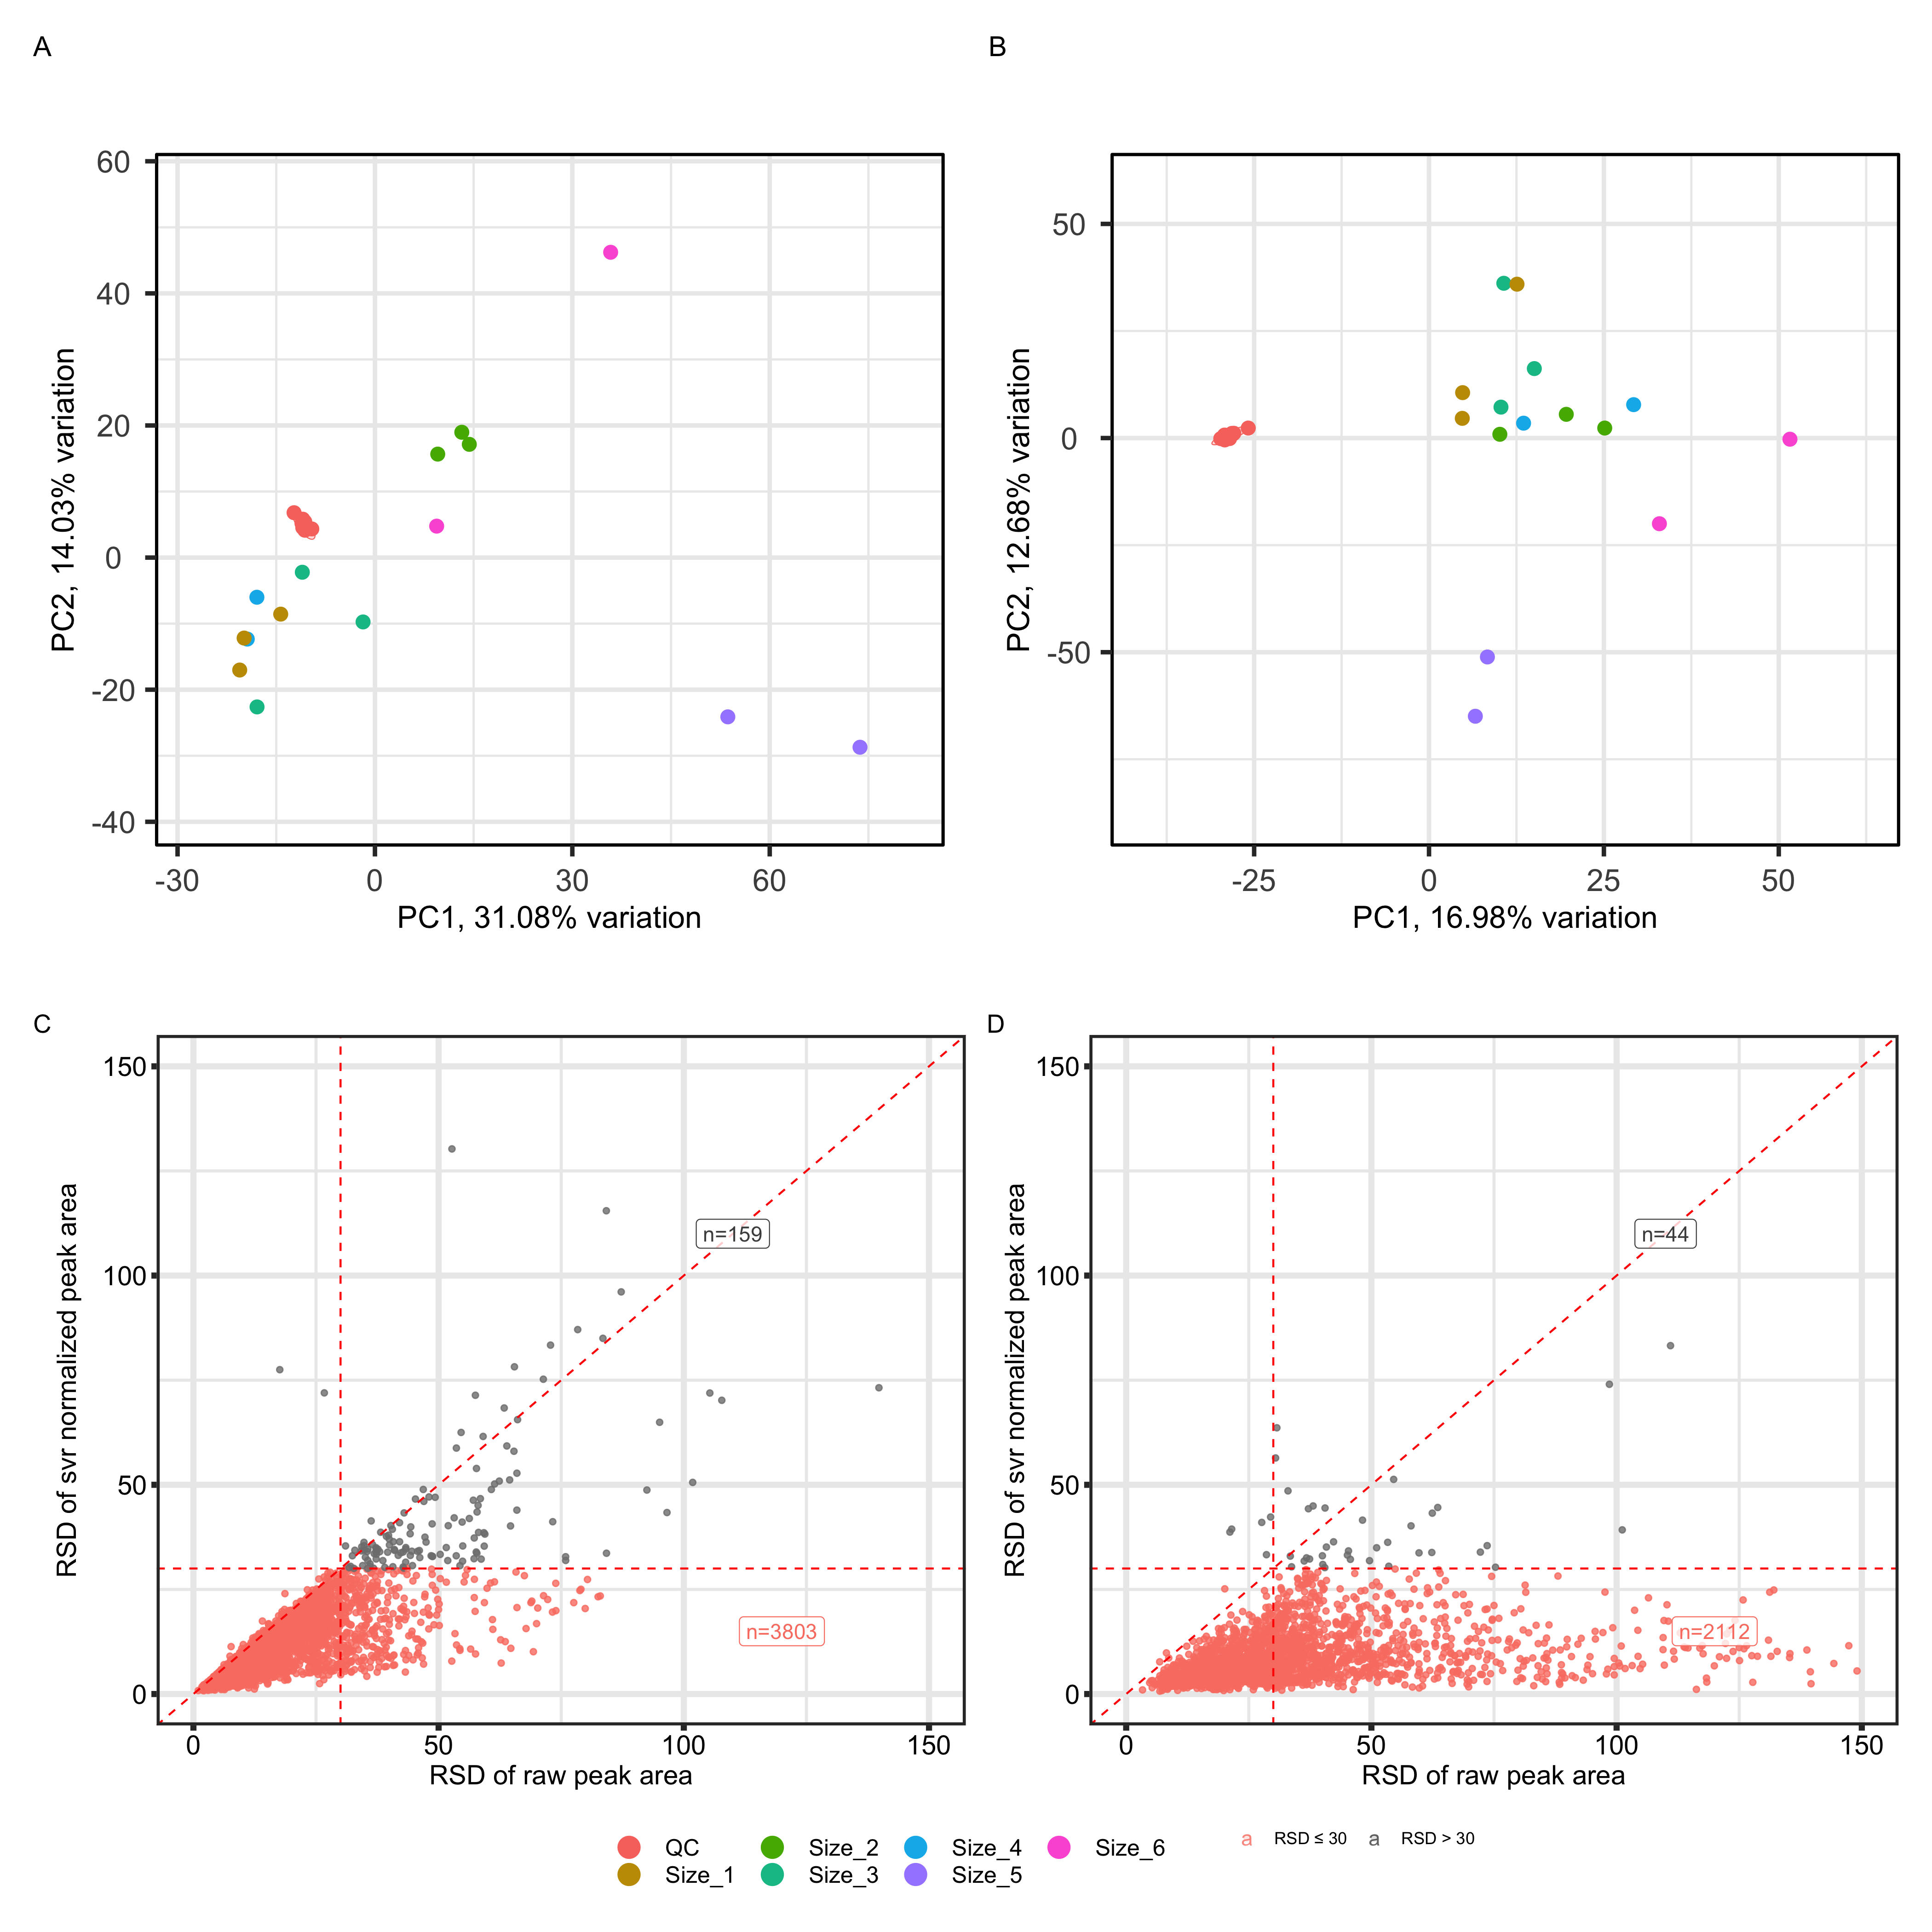 A
B
60
40
20
0
-20
-40
-30
0
30
60
PC2, 14.03% variation
PC1, 31.08% variation
50
0
-50
-25
0
25
50
PC2, 12.68% variation
PC1, 16.98% variation
C
D
150
100
50
0
0
50
100
150
RSD of svr normalized peak area
RSD of raw peak area
n=159
n=3803
150
100
50
0
0
50
100
150
RSD of svr normalized peak area
RSD of raw peak area
n=44
n=2112
QC
Size_2
Size_4
Size_6
Size_1
Size_3
Size_5
a RSD ≤ 30 a RSD > 30